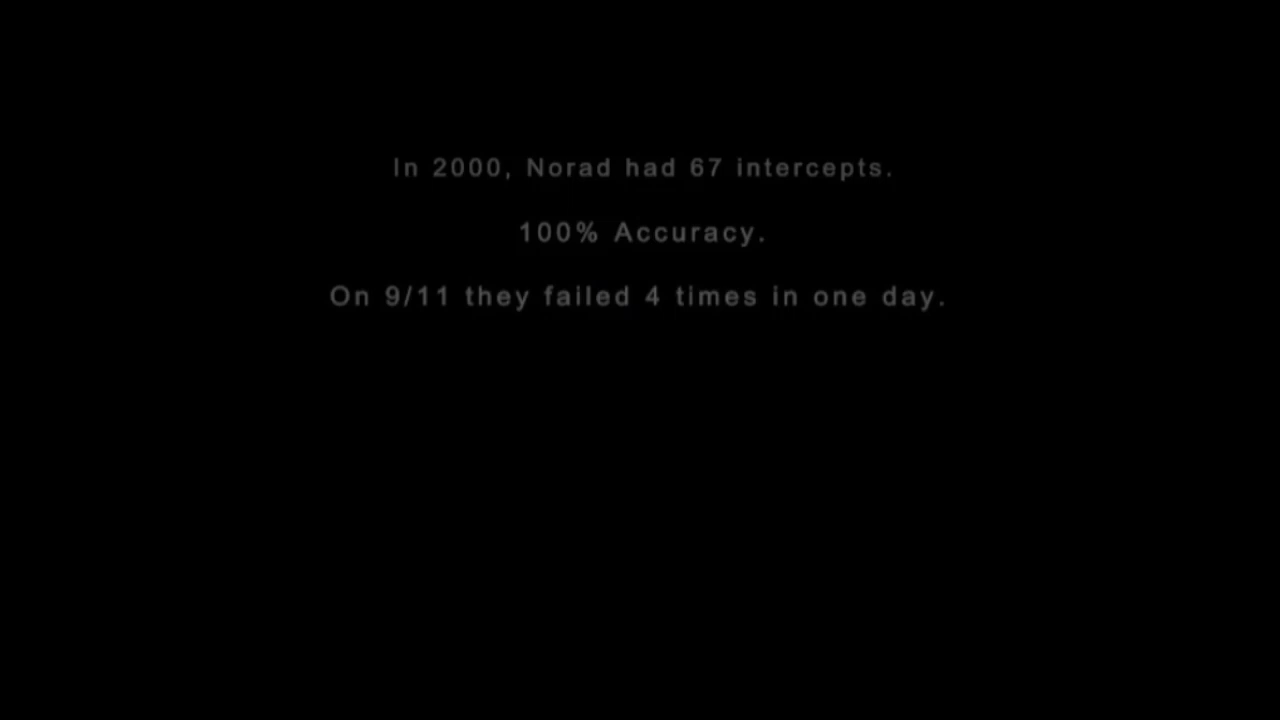 In 2000, Norad had 67 intercepts.
100% Accuracy.
On 9/11 they failed 4 times in one day.